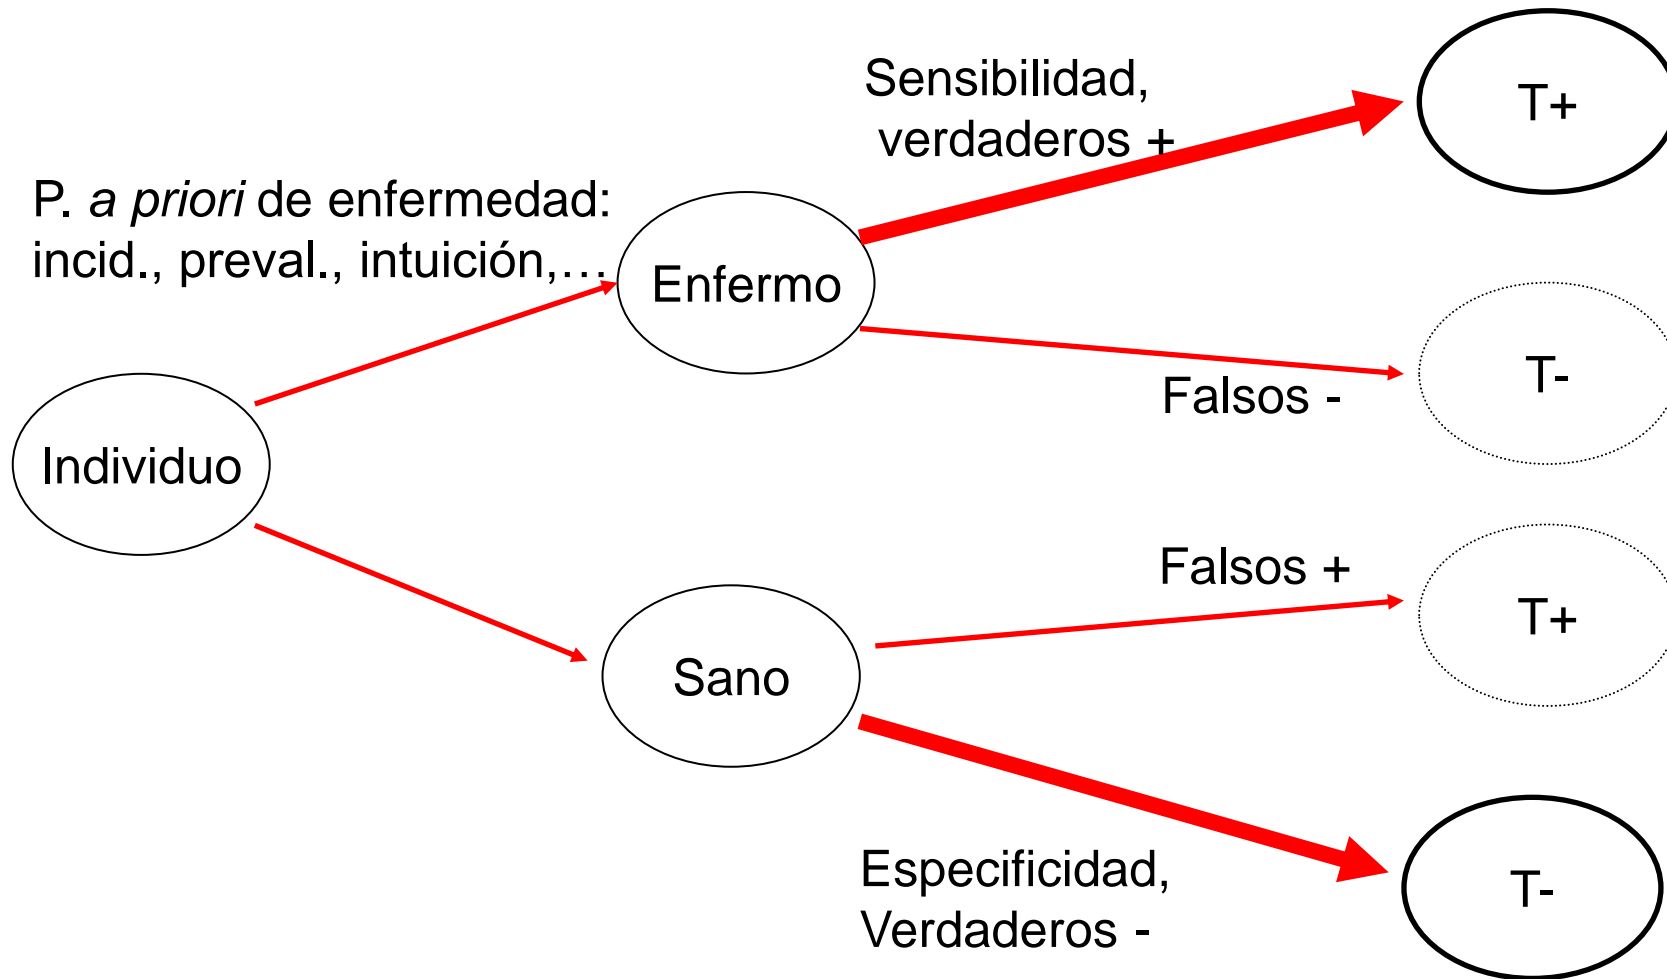 Sensibilidad,
verdaderos +
T+
P. a priori de enfermedad:
incid., preval., intuición,…
Enfermo
T-
Falsos -
Individuo
Falsos +
T+
Sano
Especificidad,
Verdaderos -
T-